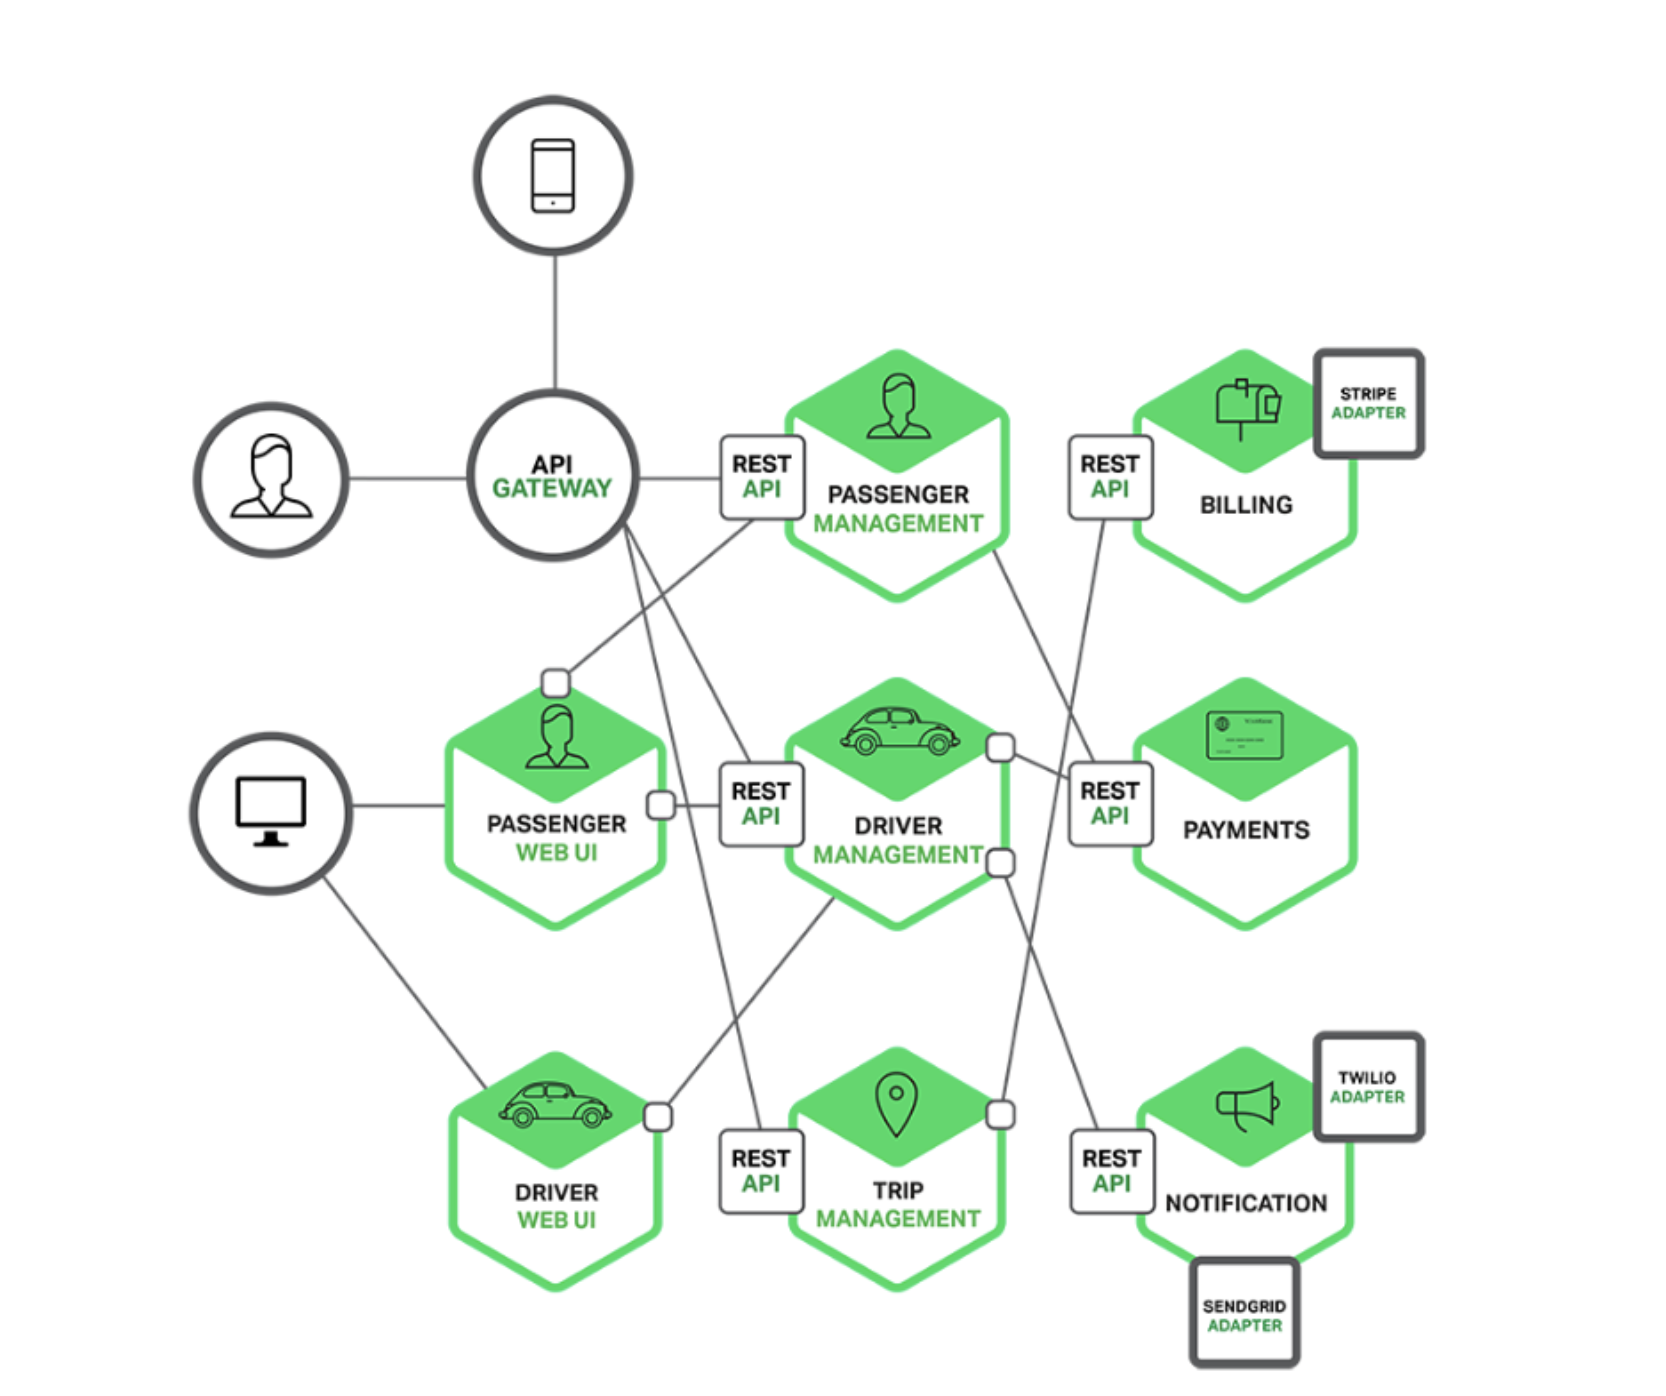 API
GATEWAY
REST
API
PASSENGER
MANAGEMENT
REST
API
BILLING
STRIPE
ADAPTER
PASSENGER
WEB UI
REST
API
DRIVER
MANAGEMENT
REST
API
PAYMENTS
DRIVER
WEB UI
REST
API
TRIP
MANAGEMENT
REST
API
NOTIFICATION
TWILIO
ADAPTER
SENDGRID
ADAPTER